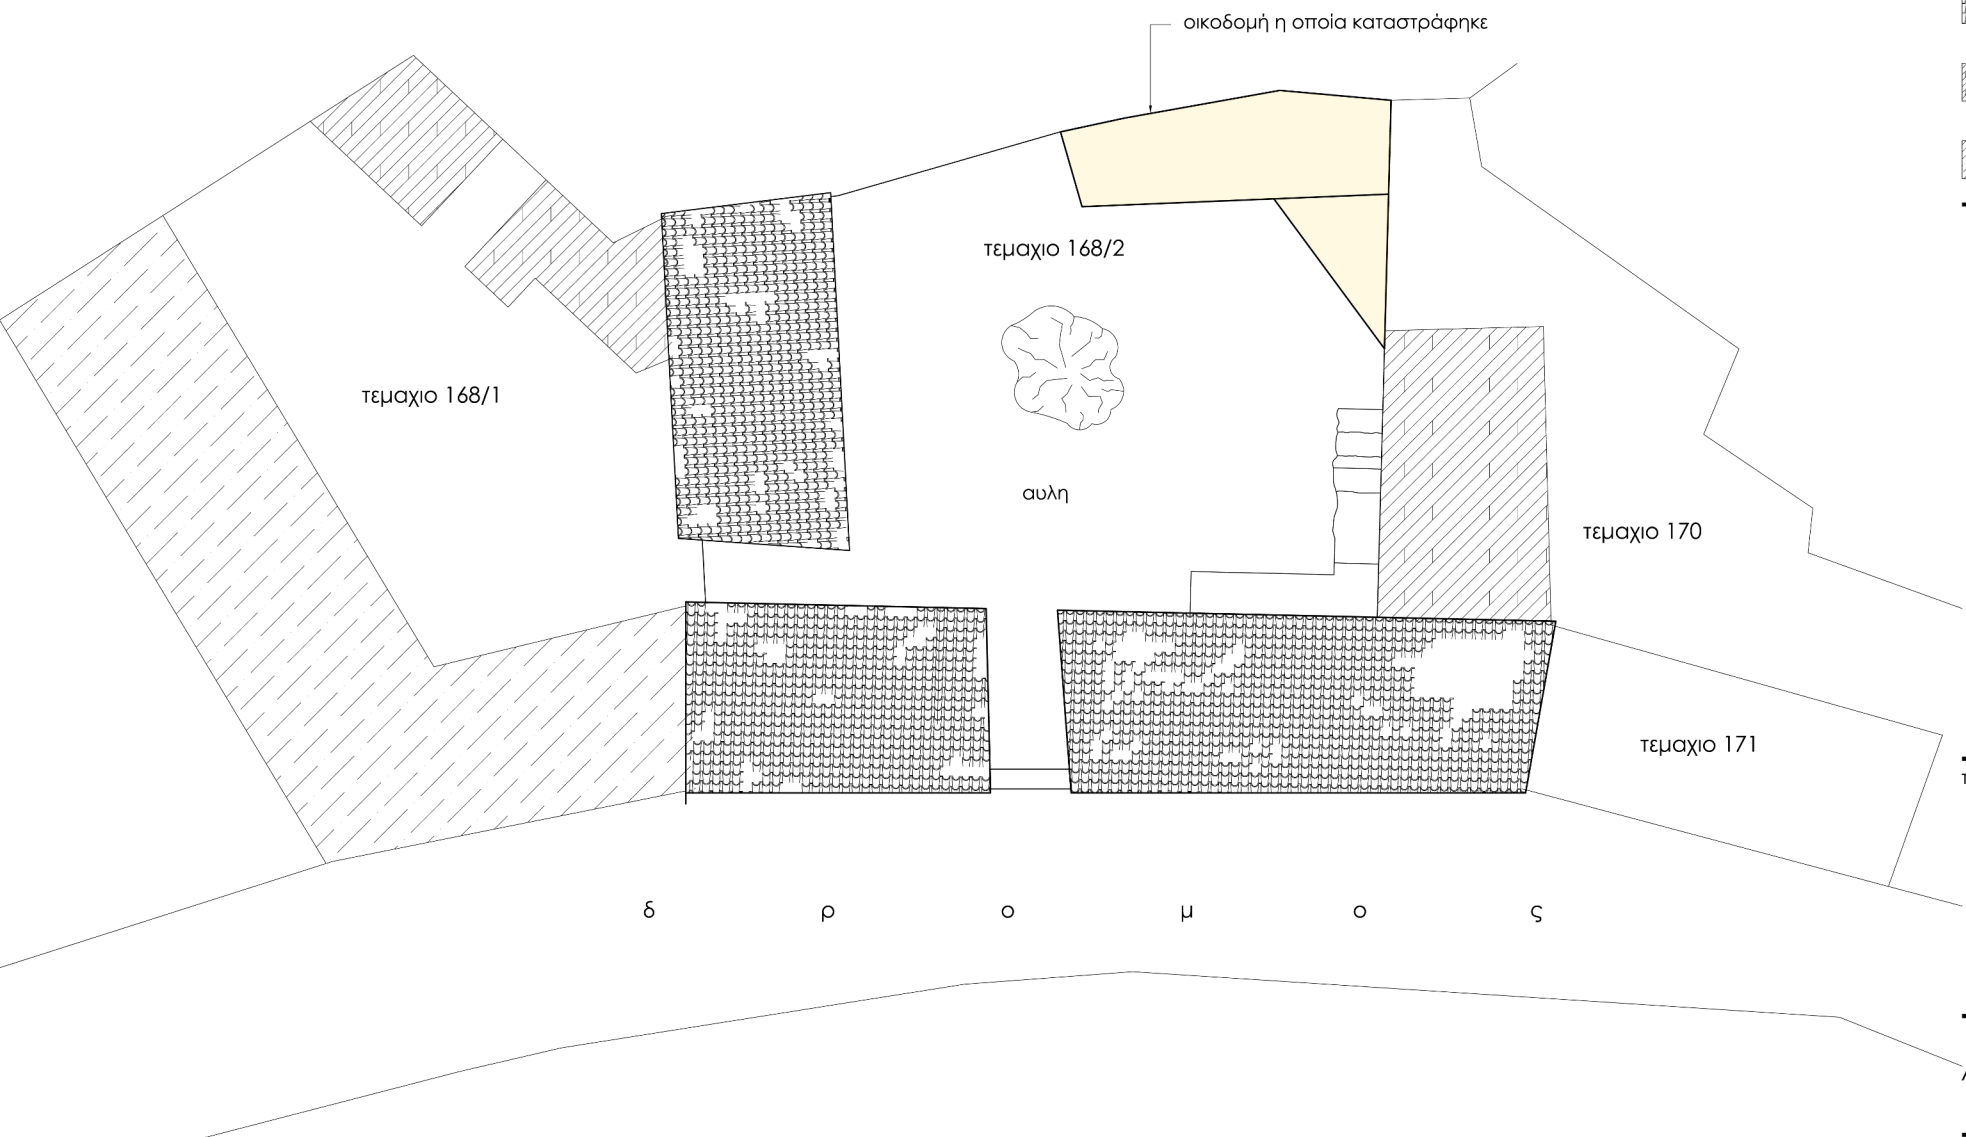 οικοδομή η οποία καταστράφηκε
τεμαχιο 168/2
τεμαχιο 168/1
αυλη
τεμαχιο 170
τεμαχιο 171
δ ρ ο μ ο ς